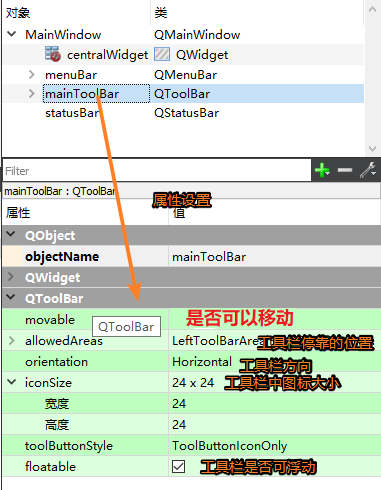 对象 类
MainWindow QMainWindow
centralWidget QWidget
menuBar QMenuBar
mainToolBar QToolBar
statusBar QStatusBar
Filter
mainToolBar : QToolBar
属性设置
属性 值
QObject
objectName mainToolBar
QWidget
QToolBar
movable 是否可以移动
QToolBar
allowedAreas LeftToolBarArea 工具栏停靠的位置
orientation Horizontal 工具栏方向
iconSize 24 x 24 工具栏中图标大小
宽度 24
高度 24
toolButtonStyle ToolButtonIconOnly
floatable 工具栏是否可浮动